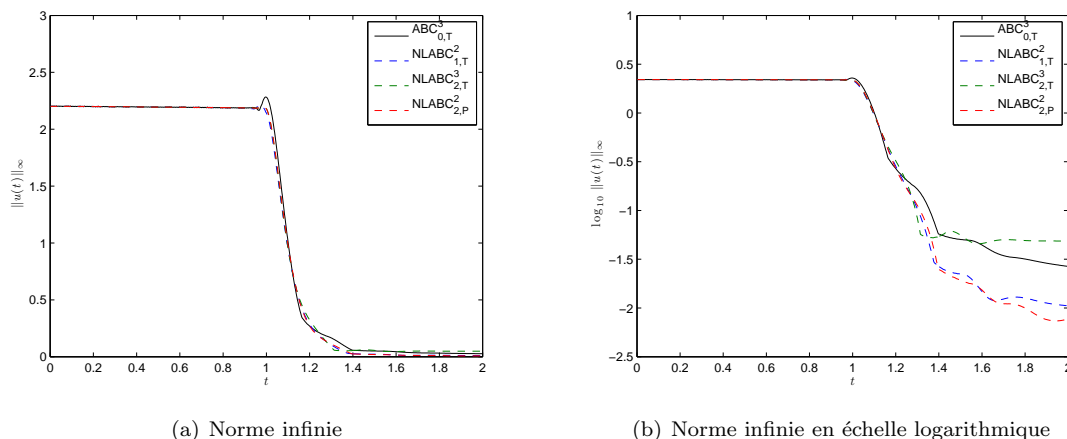 3
2.5
2
1.5
1
0.5
0
0 0.2 0.4 0.6 0.8 1 1.2 1.4 1.6 1.8 2
t
||u(t)||∞
ABC³₀,T
NLABC²₁,T
NLABC³₂,T
NLABC²₂,P
(a) Norme infinie
1
0.5
0
−0.5
−1
−1.5
−2
−2.5
0 0.2 0.4 0.6 0.8 1 1.2 1.4 1.6 1.8 2
t
log₁₀ ||u(t)||∞
ABC³₀,T
NLABC²₁,T
NLABC³₂,T
NLABC²₂,P
(b) Norme infinie en échelle logarithmique